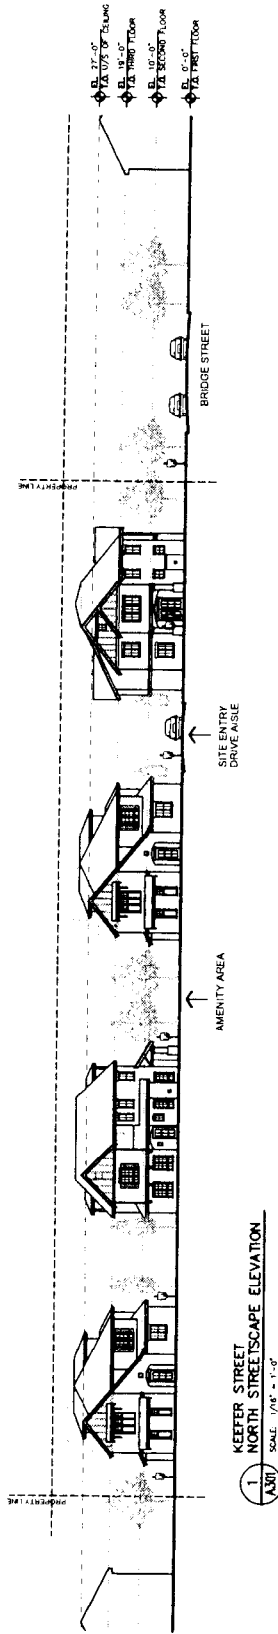 EL 27'-0"
T.O. U/S OF CEILING
EL 19'-0"
T.O. THIRD FLOOR
EL 10'-0"
T.O. SECOND FLOOR
EL 0'-0"
T.O. FIRST FLOOR
PROPERTY LINE
PROPERTY LINE
AMENITY AREA
SITE ENTRY
DRIVE AISLE
BRIDGE STREET
1
A301
KEEFER STREET
NORTH STREETSCAPE ELEVATION
SCALE: 1/16" = 1'-0"